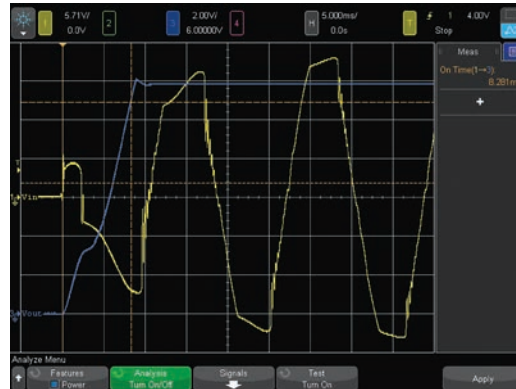 1 5.71V/ 0.0V 2 3 2.00V/ 6.00000V 4 H 5.000ms/ 0.0s T 1 4.00V Stop
Meas
On Time(1→3):
8.281m
+
Vin
Vout
Analyze Menu
Features Power
Analysis Turn On/Off
Signals
Test Turn On
Apply